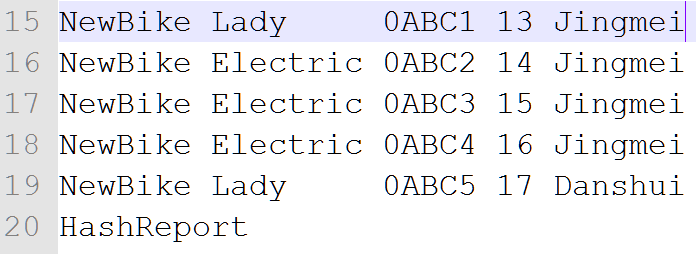 15 NewBike Lady     0ABC1 13 Jingmei
16 NewBike Electric 0ABC2 14 Jingmei
17 NewBike Electric 0ABC3 15 Jingmei
18 NewBike Electric 0ABC4 16 Jingmei
19 NewBike Lady     0ABC5 17 Danshui
20 HashReport